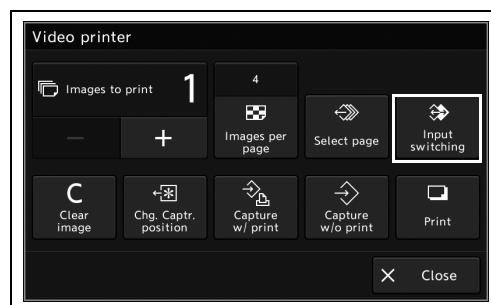 Video printer
Images to print 1
4
Images per
page
Select page
Input
switching
C
Clear
image
Chg. Captr.
position
Capture
w/ print
Capture
w/o print
Print
Close